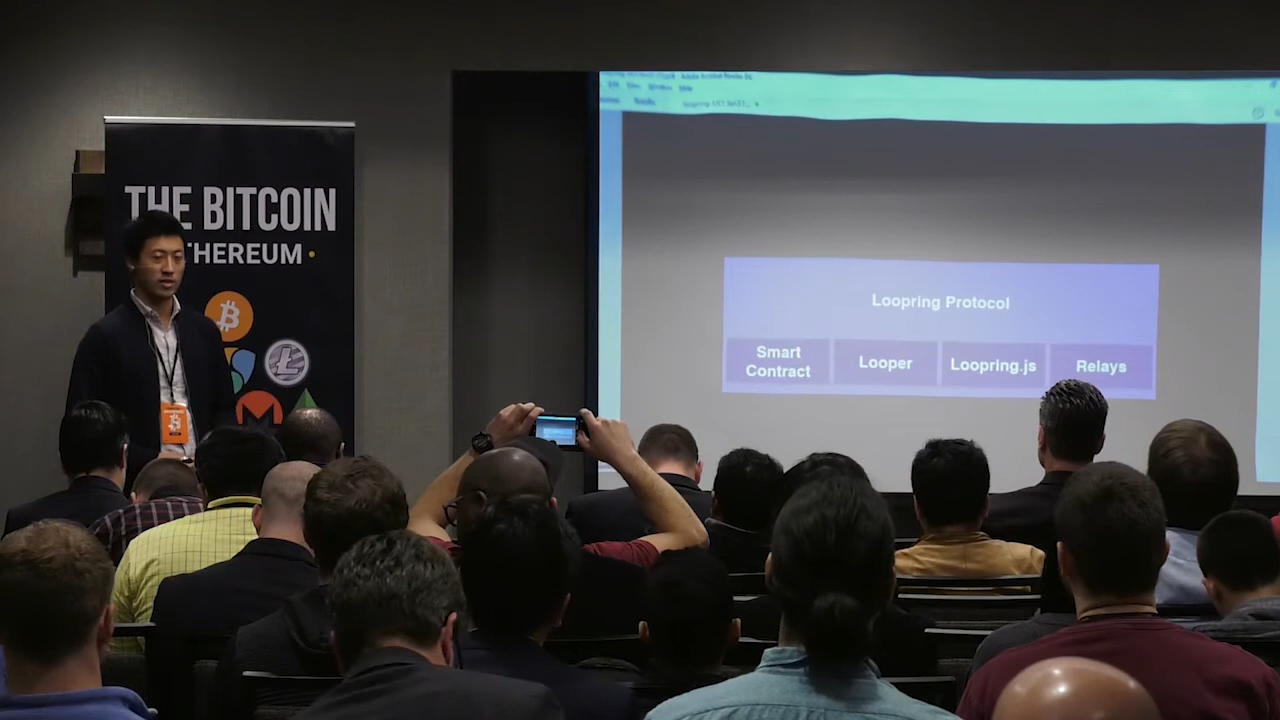 THE BITCOIN
THEREUM
Loopring Protocol
Smart
Contract
Looper
Loopring.js
Relays